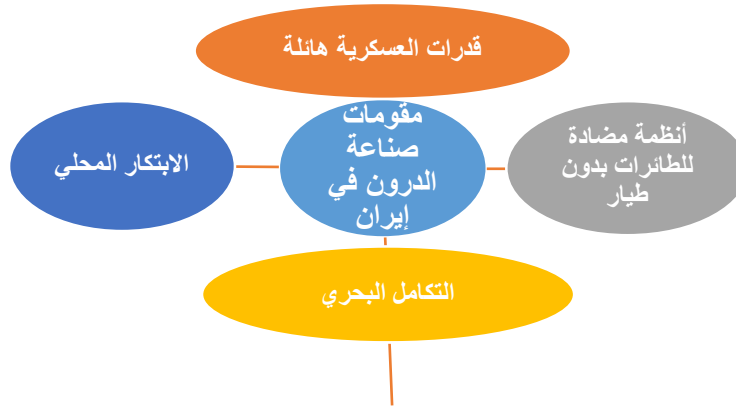 قدرات العسكرية هائلة
مقومات
صناعة
الدرون في
إيران
أنظمة مضادة
للطائرات بدون
طيار
الابتكار المحلي
التكامل البحري